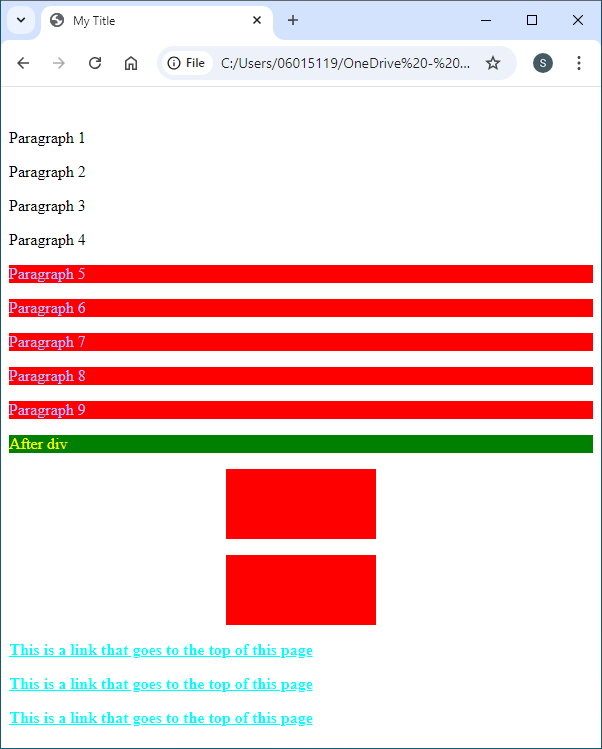 My Title
File
C:/Users/06015119/OneDrive%20-%20...
S
Paragraph 1
Paragraph 2
Paragraph 3
Paragraph 4
Paragraph 5
Paragraph 6
Paragraph 7
Paragraph 8
Paragraph 9
After div
This is a link that goes to the top of this page
This is a link that goes to the top of this page
This is a link that goes to the top of this page